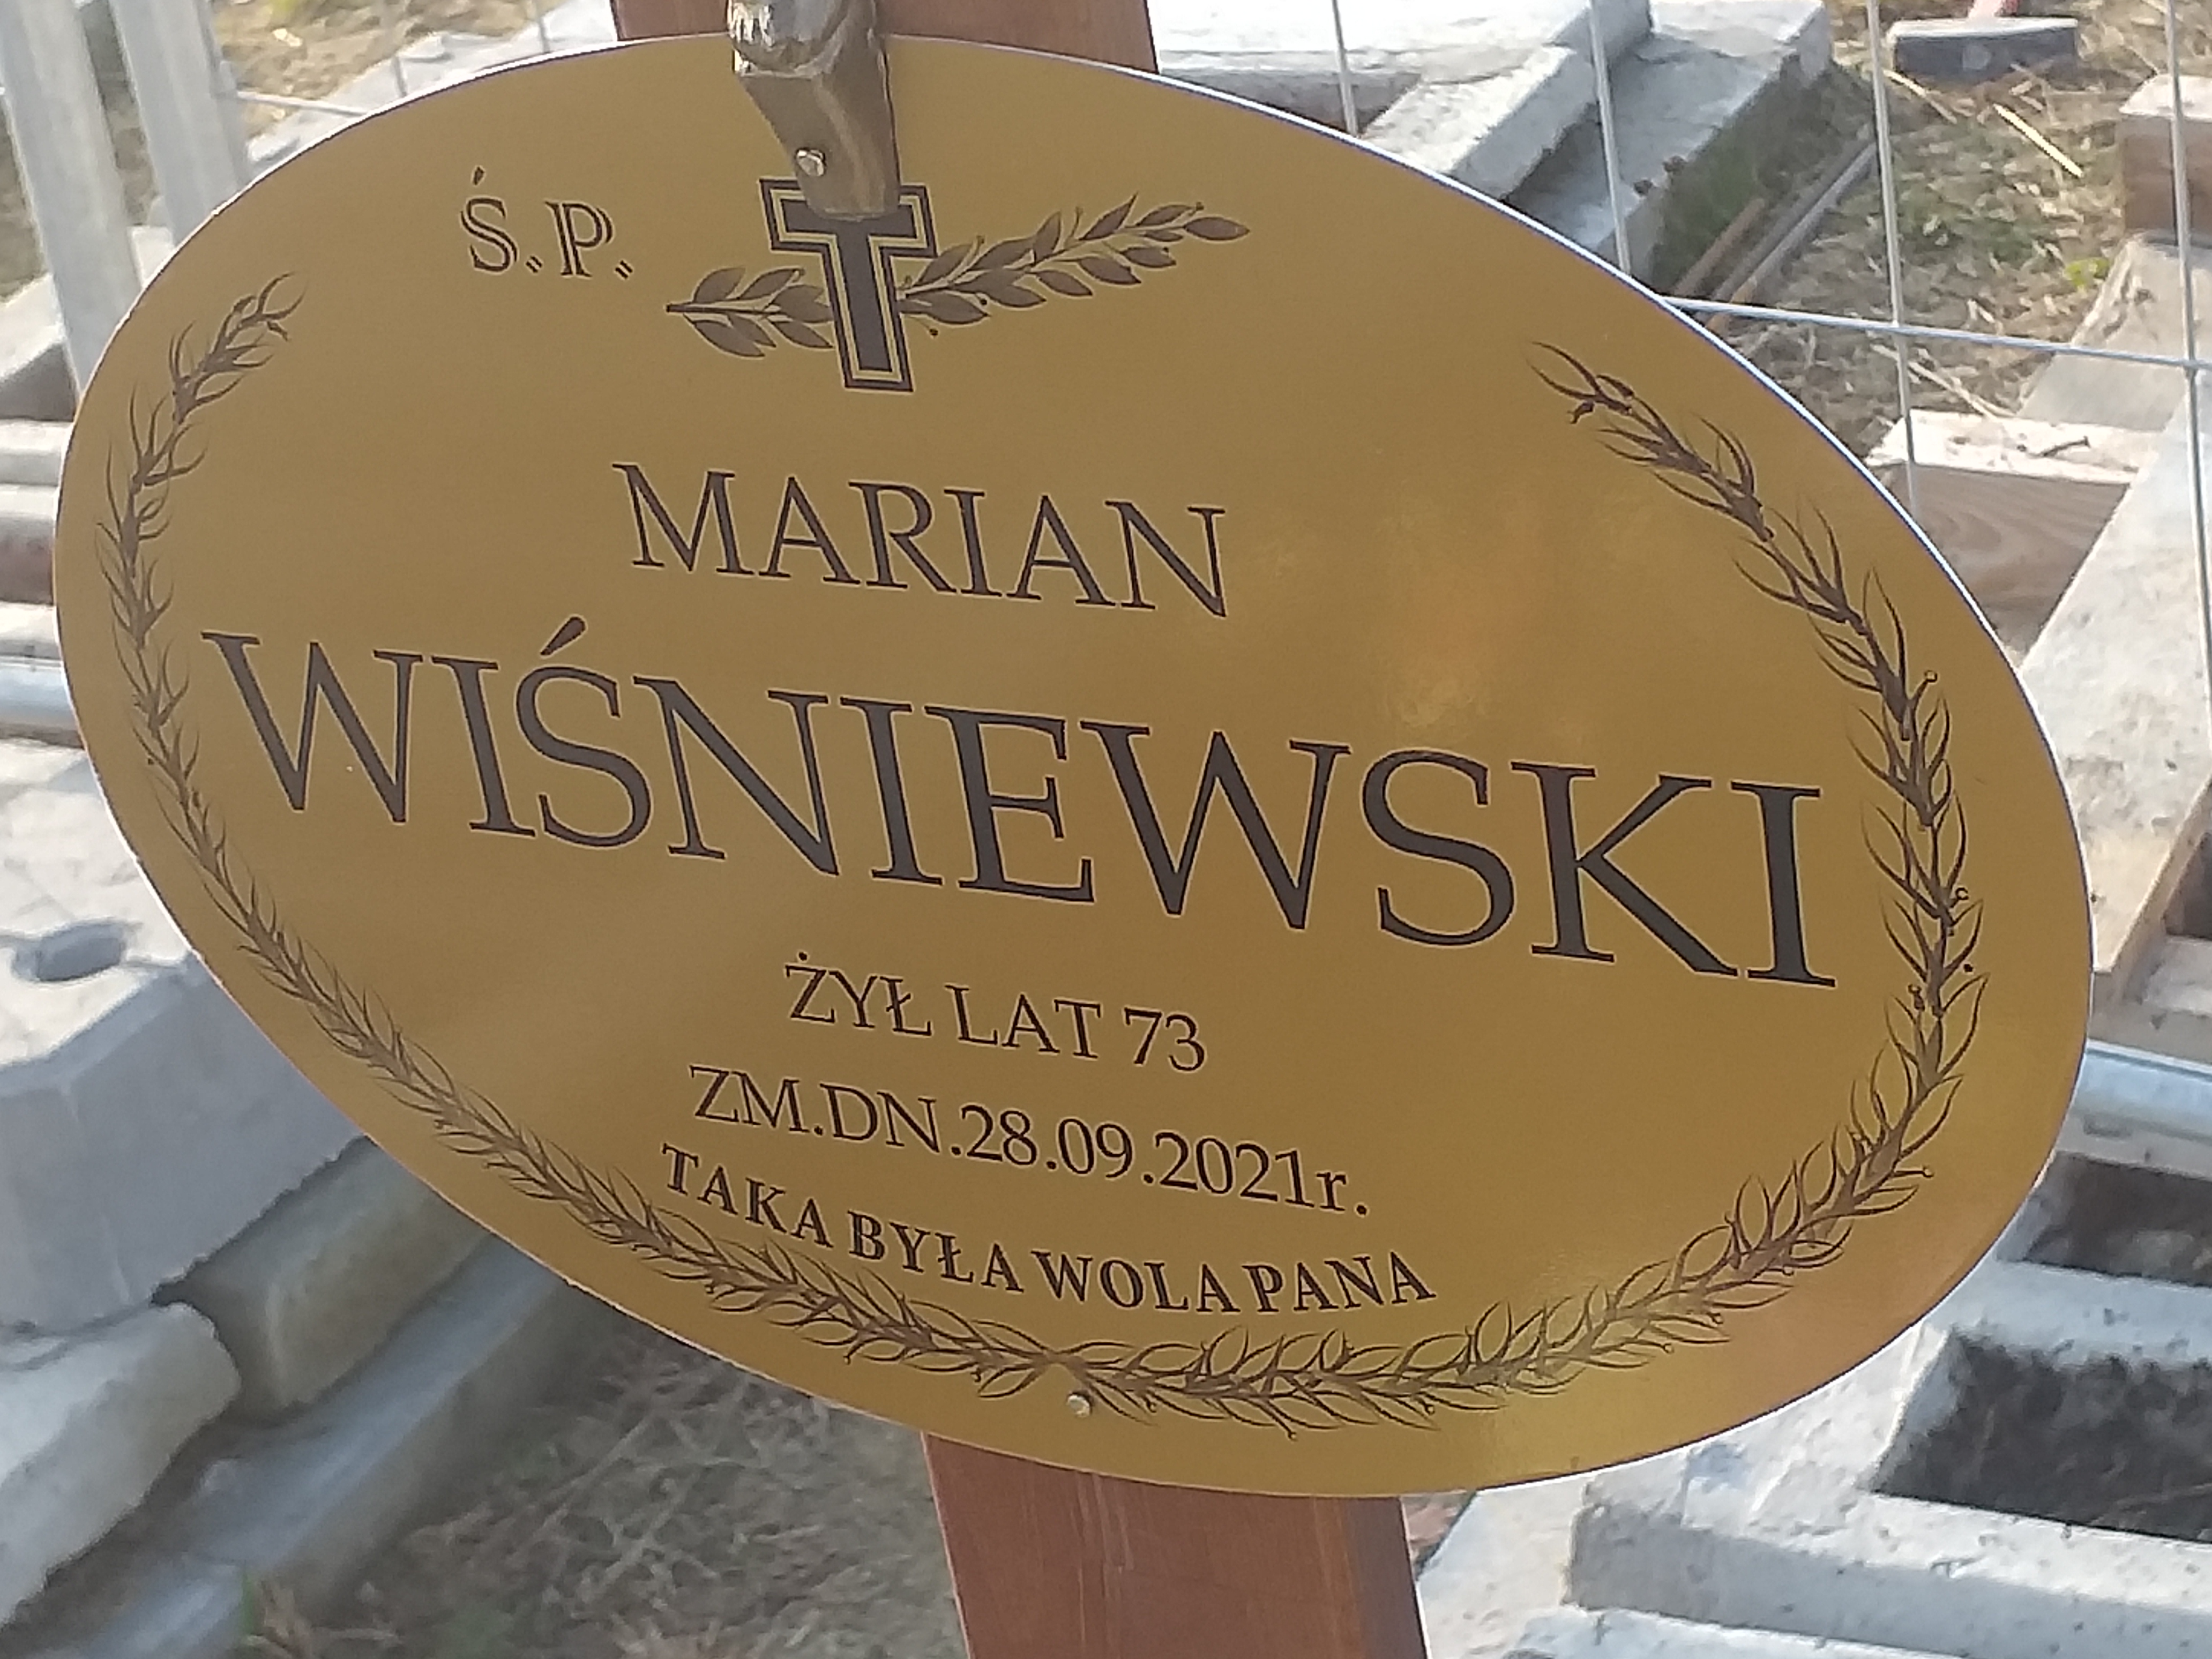 Ś.P.
MARIAN
WIŚNIEWSKI
ŻYŁ LAT 73
ZM.DN.28.09.2021r.
TAKA BYŁA WOLA PANA